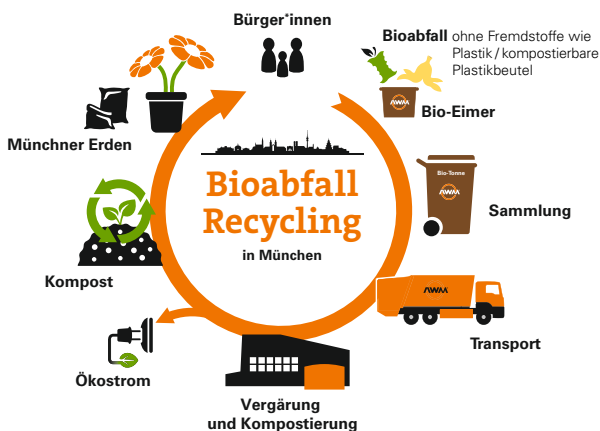 Bürger*innen
Bioabfall ohne Fremdstoffe wie
Plastik/kompostierbare
Plastikbeutel
AWM
Bio-Eimer
Bio-Tonne
AWM
Sammlung
AWM
Transport
Vergärung
und Kompostierung
Ökostrom
Kompost
Münchner Erden
Bioabfall
Recycling
in München